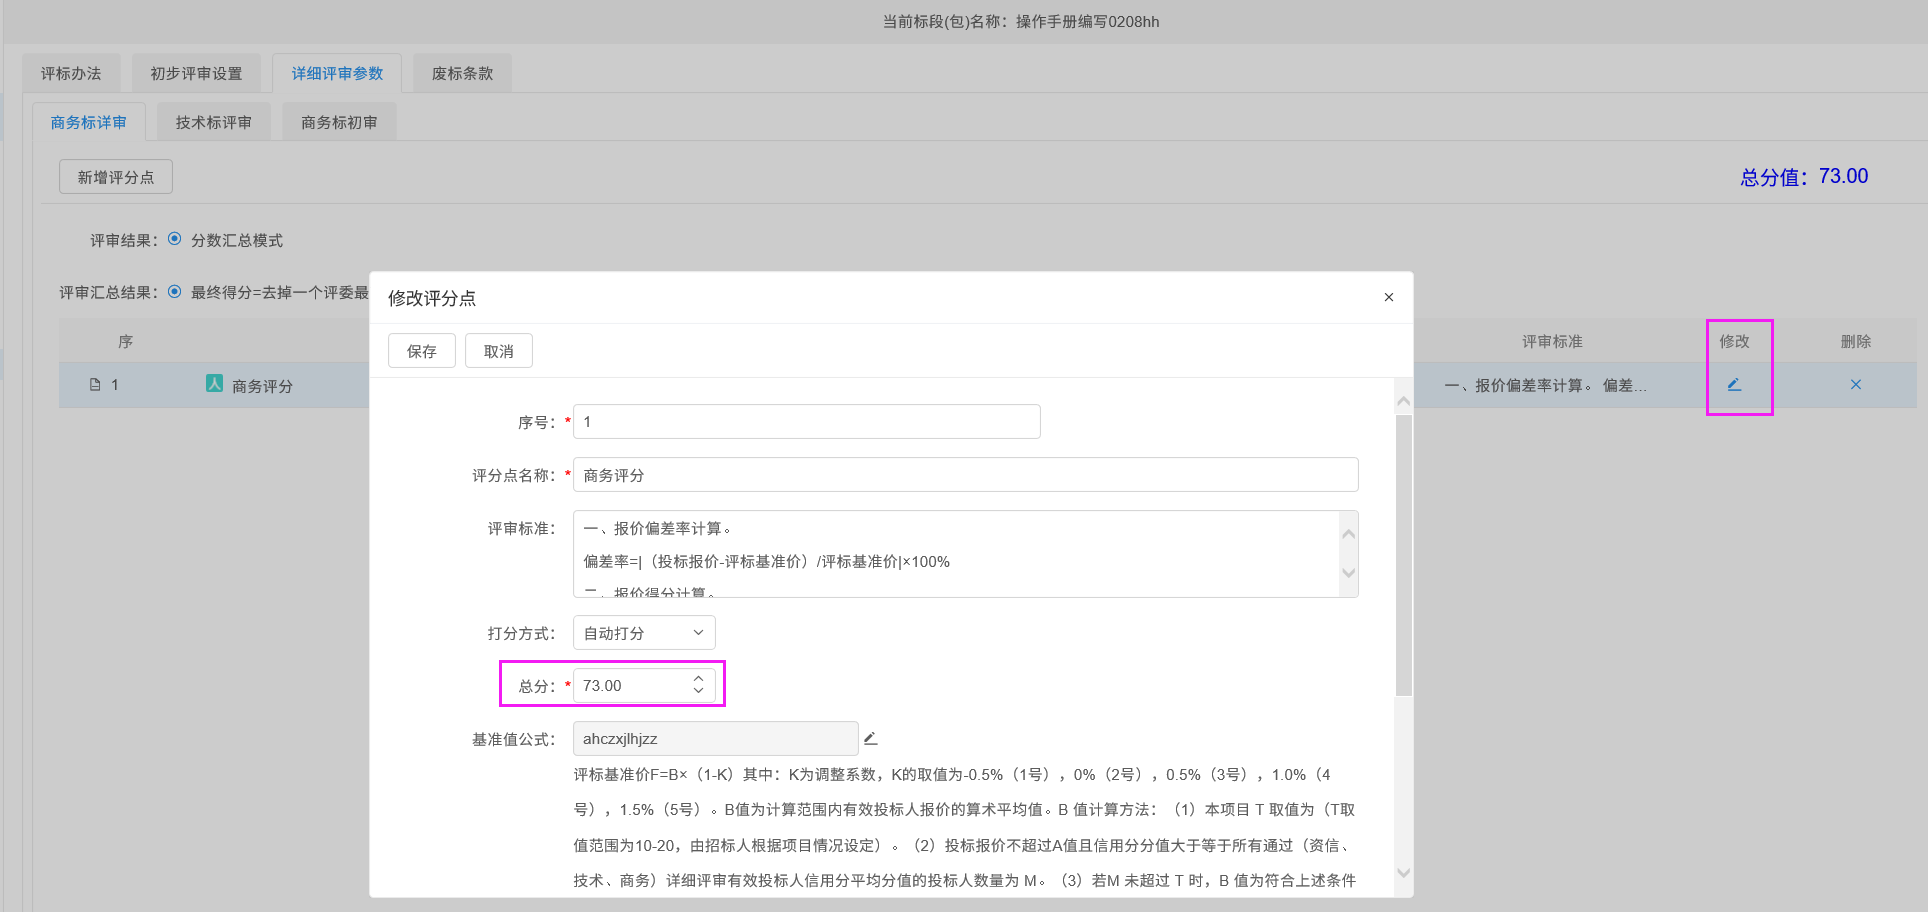 当前标段(包)名称：操作手册编写0208hh
评标办法 初步评审设置 详细评审参数 废标条款
商务标详审 技术标评审 商务标初审
新增评分点 总分值：73.00
评审结果： 分数汇总模式
评审汇总结果： 最终得分=去掉一个评委最
序 评审标准 修改 删除
1 人 商务评分 一、报价偏差率计算。 偏差...
修改评分点 ×
保存 取消
序号：* 1
评分点名称：* 商务评分
评审标准： 一、报价偏差率计算。
偏差率=|（投标报价-评标基准价）/评标基准价|×100%
二、报价得分计算。
打分方式： 自动打分
总分：* 73.00
基准值公式： ahczxjlhjzz
评标基准价F=B×（1-K）其中：K为调整系数，K的取值为-0.5%（1号），0%（2号），0.5%（3号），1.0%（4
号），1.5%（5号）。B值为计算范围内有效投标人报价的算术平均值。B 值计算方法：（1）本项目 T 取值为（T取
值范围为10-20，由招标人根据项目情况设定）。（2）投标报价不超过A值且信用分分值大于等于所有通过（资信、
技术、商务）详细评审有效投标人信用分平均分值的投标人数量为 M。（3）若M 未超过 T 时，B 值为符合上述条件